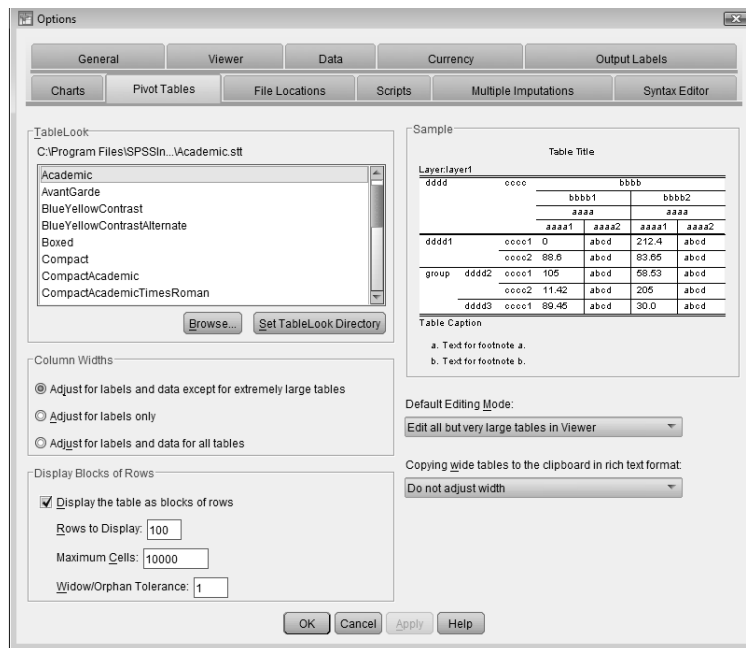 Options
General Viewer Data Currency Output Labels
Charts Pivot Tables File Locations Scripts Multiple Imputations Syntax Editor
TableLook
C:\Program Files\SPSSIn...\Academic.stt
Academic
AvantGarde
BlueYellowContrast
BlueYellowContrastAlternate
Boxed
Compact
CompactAcademic
CompactAcademicTimesRoman
Browse... Set TableLook Directory
Column Widths
Adjust for labels and data except for extremely large tables
Adjust for labels only
Adjust for labels and data for all tables
Display Blocks of Rows
Display the table as blocks of rows
Rows to Display: 100
Maximum Cells: 10000
Widow/Orphan Tolerance: 1
Sample
Table Title
Layer:layer1
dddd cccc bbbb
bbbb1 bbbb2
aaaa aaaa
aaaa1 aaaa2 aaaa1 aaaa2
dddd1 cccc1 0 abcd 212.4 abcd
cccc2 88.6 abcd 83.65 abcd
group dddd2 cccc1 105 abcd 58.53 abcd
cccc2 11.42 abcd 205 abcd
dddd3 cccc1 89.45 abcd 30.0 abcd
Table Caption
a. Text for footnote a.
b. Text for footnote b.
Default Editing Mode:
Edit all but very large tables in Viewer
Copying wide tables to the clipboard in rich text format:
Do not adjust width
OK Cancel Apply Help